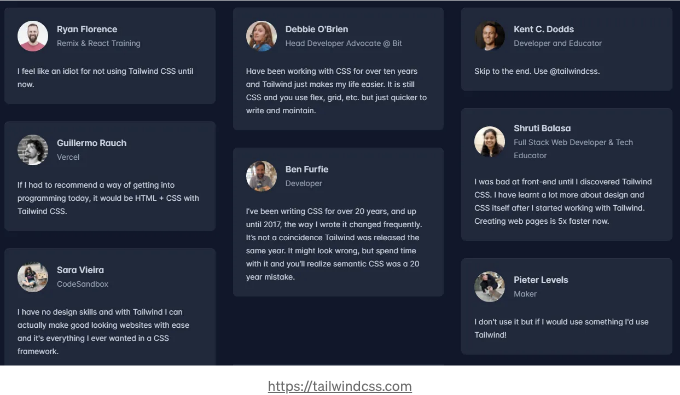 Ryan Florence
Remix & React Training
I feel like an idiot for not using Tailwind CSS until
now.
Guillermo Rauch
Vercel
If I had to recommend a way of getting into
programming today, it would be HTML + CSS with
Tailwind CSS.
Sara Vieira
CodeSandbox
I have no design skills and with Tailwind I can
actually make good looking websites with ease
and it's everything I ever wanted in a CSS
framework.
Debbie O'Brien
Head Developer Advocate @ Bit
Have been working with CSS for over ten years
and Tailwind just makes my life easier. It is still
CSS and you use flex, grid, etc. but just quicker to
write and maintain.
Ben Furfie
Developer
I've been writing CSS for over 20 years, and up
until 2017, the way I wrote it changed frequently.
It's not a coincidence Tailwind was released the
same year. It might look wrong, but spend time
with it and you'll realize semantic CSS was a 20
year mistake.
Kent C. Dodds
Developer and Educator
Skip to the end. Use @tailwindcss.
Shruti Balasa
Full Stack Web Developer & Tech
Educator
I was bad at front-end until I discovered Tailwind
CSS. I have learnt a lot more about design and
CSS itself after I started working with Tailwind.
Creating web pages is 5x faster now.
Pieter Levels
Maker
I don't use it but if I would use something I'd use
Tailwind!
https://tailwindcss.com